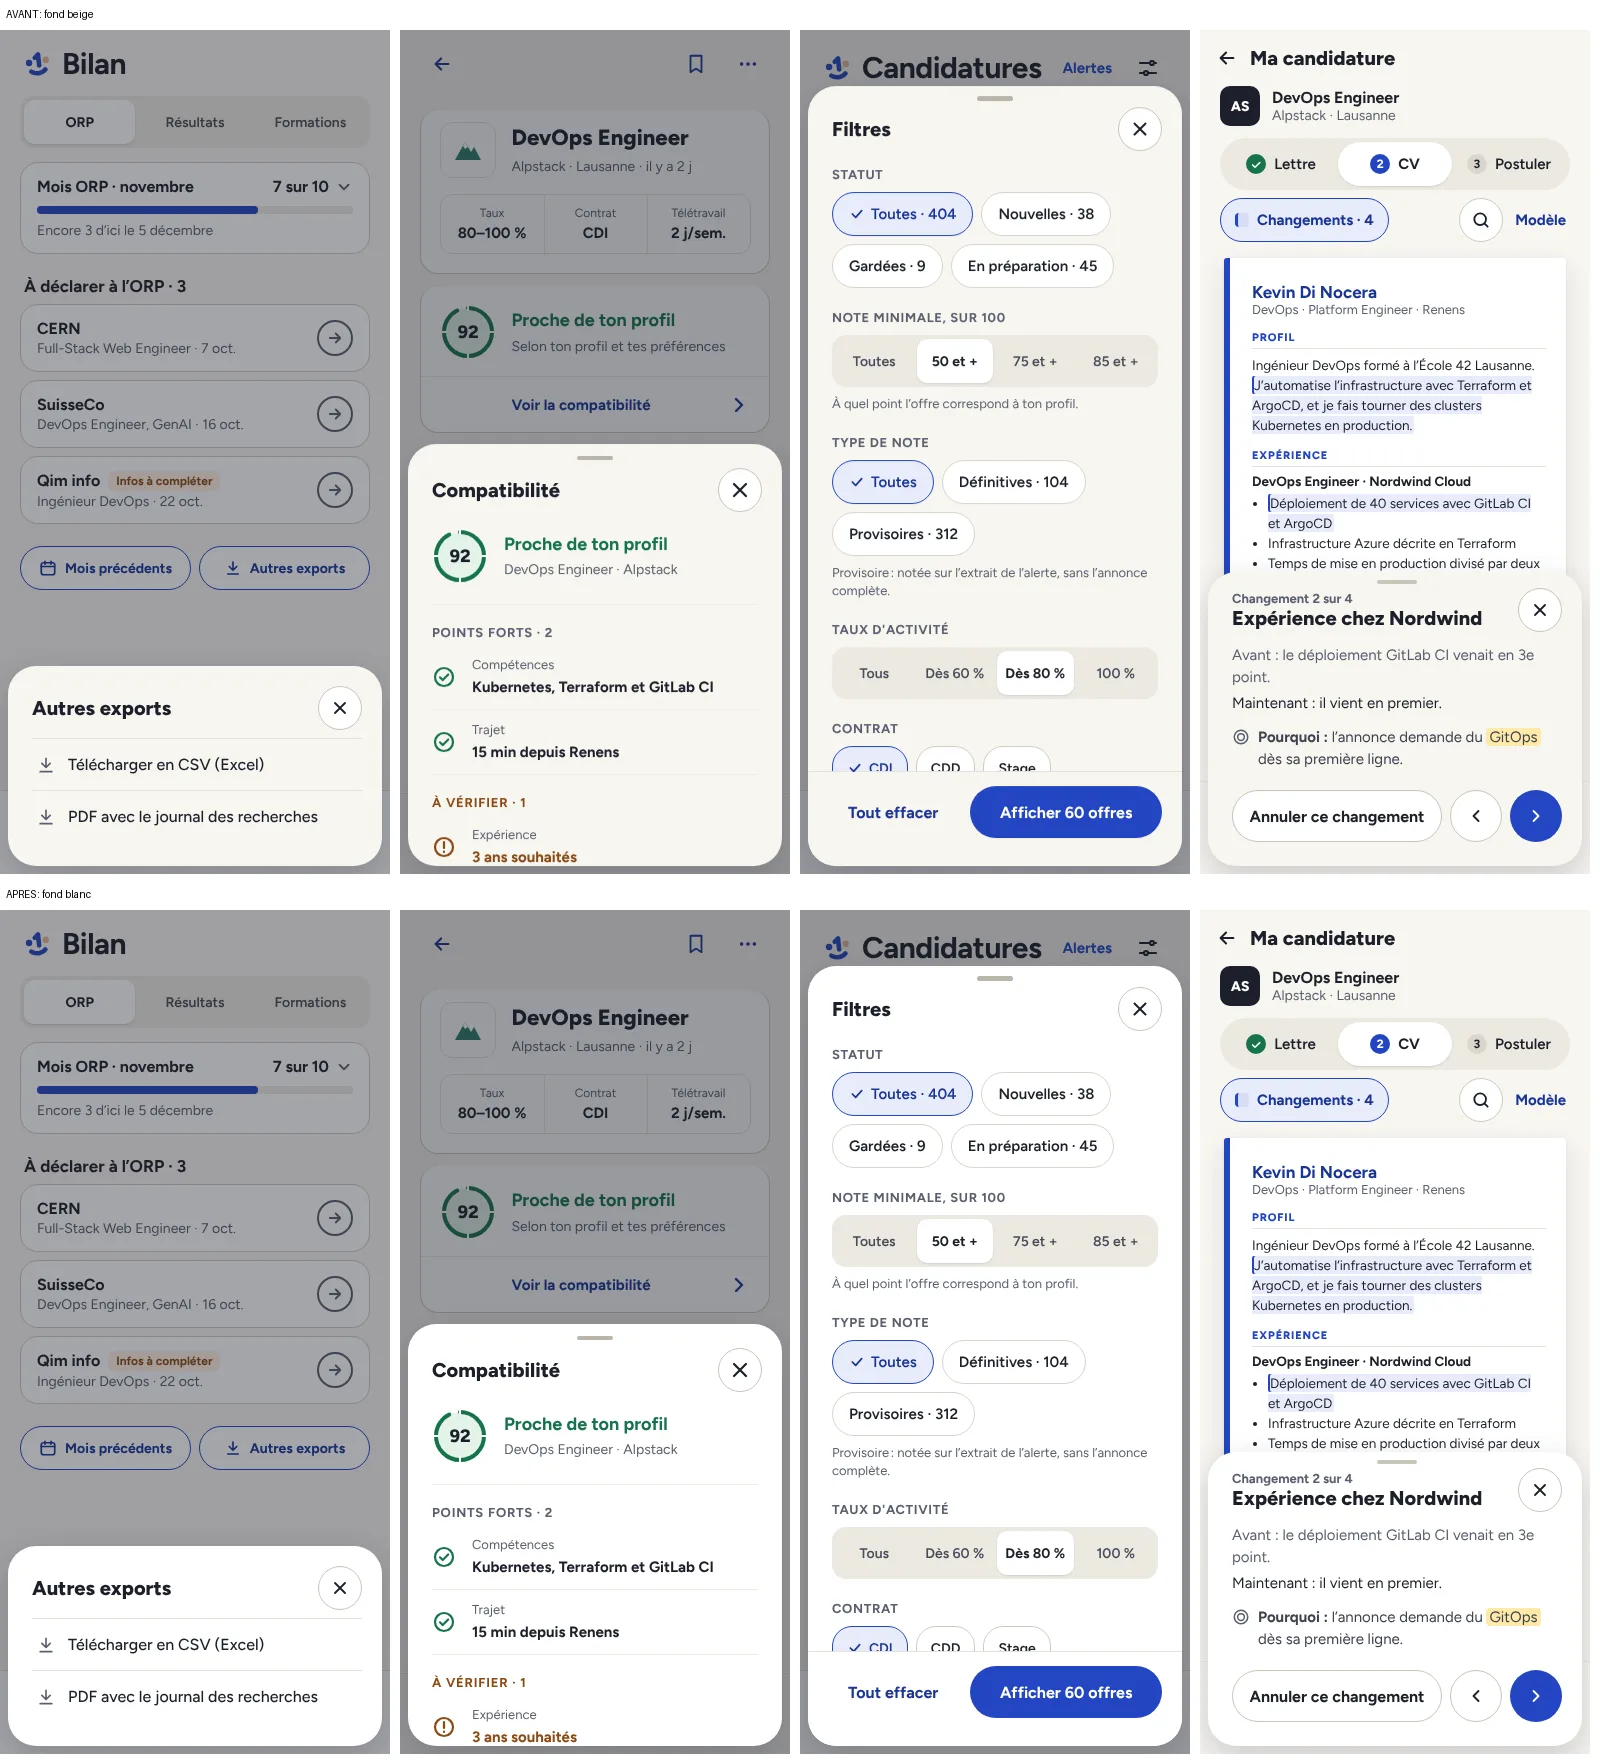 AVANT: fond beige
Bilan
ORP
Résultats
Formations
Mois ORP · novembre
7 sur 10
Encore 3 d'ici le 5 décembre
À déclarer à l'ORP · 3
CERN
Full-Stack Web Engineer · 7 oct.
SuisseCo
DevOps Engineer, GenAI · 16 oct.
Qim info
Infos à compléter
Ingénieur DevOps · 22 oct.
Mois précédents
Autres exports
Autres exports
Télécharger en CSV (Excel)
PDF avec le journal des recherches
DevOps Engineer
Alpstack · Lausanne · il y a 2 j
Taux
80–100 %
Contrat
CDI
Télétravail
2 j/sem.
92
Proche de ton profil
Selon ton profil et tes préférences
Voir la compatibilité
Compatibilité
92
Proche de ton profil
DevOps Engineer · Alpstack
POINTS FORTS · 2
Compétences
Kubernetes, Terraform et GitLab CI
Trajet
15 min depuis Renens
À VÉRIFIER · 1
Expérience
3 ans souhaités
Candidatures
Alertes
Filtres
STATUT
Toutes · 404
Nouvelles · 38
Gardées · 9
En préparation · 45
NOTE MINIMALE, SUR 100
Toutes
50 et +
75 et +
85 et +
À quel point l'offre correspond à ton profil.
TYPE DE NOTE
Toutes
Définitives · 104
Provisoires · 312
Provisoire : notée sur l'extrait de l'alerte, sans l'annonce
complète.
TAUX D'ACTIVITÉ
Tous
Dès 60 %
Dès 80 %
100 %
CONTRAT
CDI
CDD
Stage
Tout effacer
Afficher 60 offres
Ma candidature
AS
DevOps Engineer
Alpstack · Lausanne
Lettre
2 CV
3 Postuler
Changements · 4
Modèle
Kevin Di Nocera
DevOps · Platform Engineer · Renens
PROFIL
Ingénieur DevOps formé à l'École 42 Lausanne.
J'automatise l'infrastructure avec Terraform et
ArgoCD, et je fais tourner des clusters
Kubernetes en production.
EXPÉRIENCE
DevOps Engineer · Nordwind Cloud
• Déploiement de 40 services avec GitLab CI
et ArgoCD
• Infrastructure Azure décrite en Terraform
• Temps de mise en production divisé par deux
Changement 2 sur 4
Expérience chez Nordwind
Avant : le déploiement GitLab CI venait en 3e
point.
Maintenant : il vient en premier.
Pourquoi : l'annonce demande du GitOps
dès sa première ligne.
Annuler ce changement
APRES: fond blanc
Bilan
ORP
Résultats
Formations
Mois ORP · novembre
7 sur 10
Encore 3 d'ici le 5 décembre
À déclarer à l'ORP · 3
CERN
Full-Stack Web Engineer · 7 oct.
SuisseCo
DevOps Engineer, GenAI · 16 oct.
Qim info
Infos à compléter
Ingénieur DevOps · 22 oct.
Mois précédents
Autres exports
Autres exports
Télécharger en CSV (Excel)
PDF avec le journal des recherches
DevOps Engineer
Alpstack · Lausanne · il y a 2 j
Taux
80–100 %
Contrat
CDI
Télétravail
2 j/sem.
92
Proche de ton profil
Selon ton profil et tes préférences
Voir la compatibilité
Compatibilité
92
Proche de ton profil
DevOps Engineer · Alpstack
POINTS FORTS · 2
Compétences
Kubernetes, Terraform et GitLab CI
Trajet
15 min depuis Renens
À VÉRIFIER · 1
Expérience
3 ans souhaités
Candidatures
Alertes
Filtres
STATUT
Toutes · 404
Nouvelles · 38
Gardées · 9
En préparation · 45
NOTE MINIMALE, SUR 100
Toutes
50 et +
75 et +
85 et +
À quel point l'offre correspond à ton profil.
TYPE DE NOTE
Toutes
Définitives · 104
Provisoires · 312
Provisoire : notée sur l'extrait de l'alerte, sans l'annonce
complète.
TAUX D'ACTIVITÉ
Tous
Dès 60 %
Dès 80 %
100 %
CONTRAT
CDI
CDD
Stage
Tout effacer
Afficher 60 offres
Ma candidature
AS
DevOps Engineer
Alpstack · Lausanne
Lettre
2 CV
3 Postuler
Changements · 4
Modèle
Kevin Di Nocera
DevOps · Platform Engineer · Renens
PROFIL
Ingénieur DevOps formé à l'École 42 Lausanne.
J'automatise l'infrastructure avec Terraform et
ArgoCD, et je fais tourner des clusters
Kubernetes en production.
EXPÉRIENCE
DevOps Engineer · Nordwind Cloud
• Déploiement de 40 services avec GitLab CI
et ArgoCD
• Infrastructure Azure décrite en Terraform
• Temps de mise en production divisé par deux
Changement 2 sur 4
Expérience chez Nordwind
Avant : le déploiement GitLab CI venait en 3e
point.
Maintenant : il vient en premier.
Pourquoi : l'annonce demande du GitOps
dès sa première ligne.
Annuler ce changement